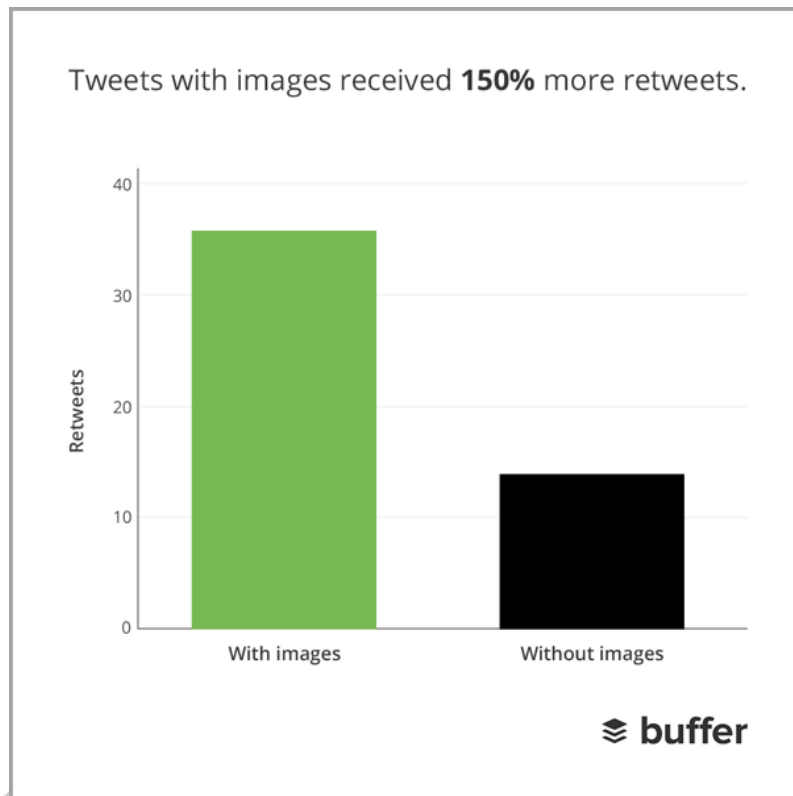 Tweets with images received 150% more retweets.
40
30
20
10
0
Retweets
With images
Without images
buffer